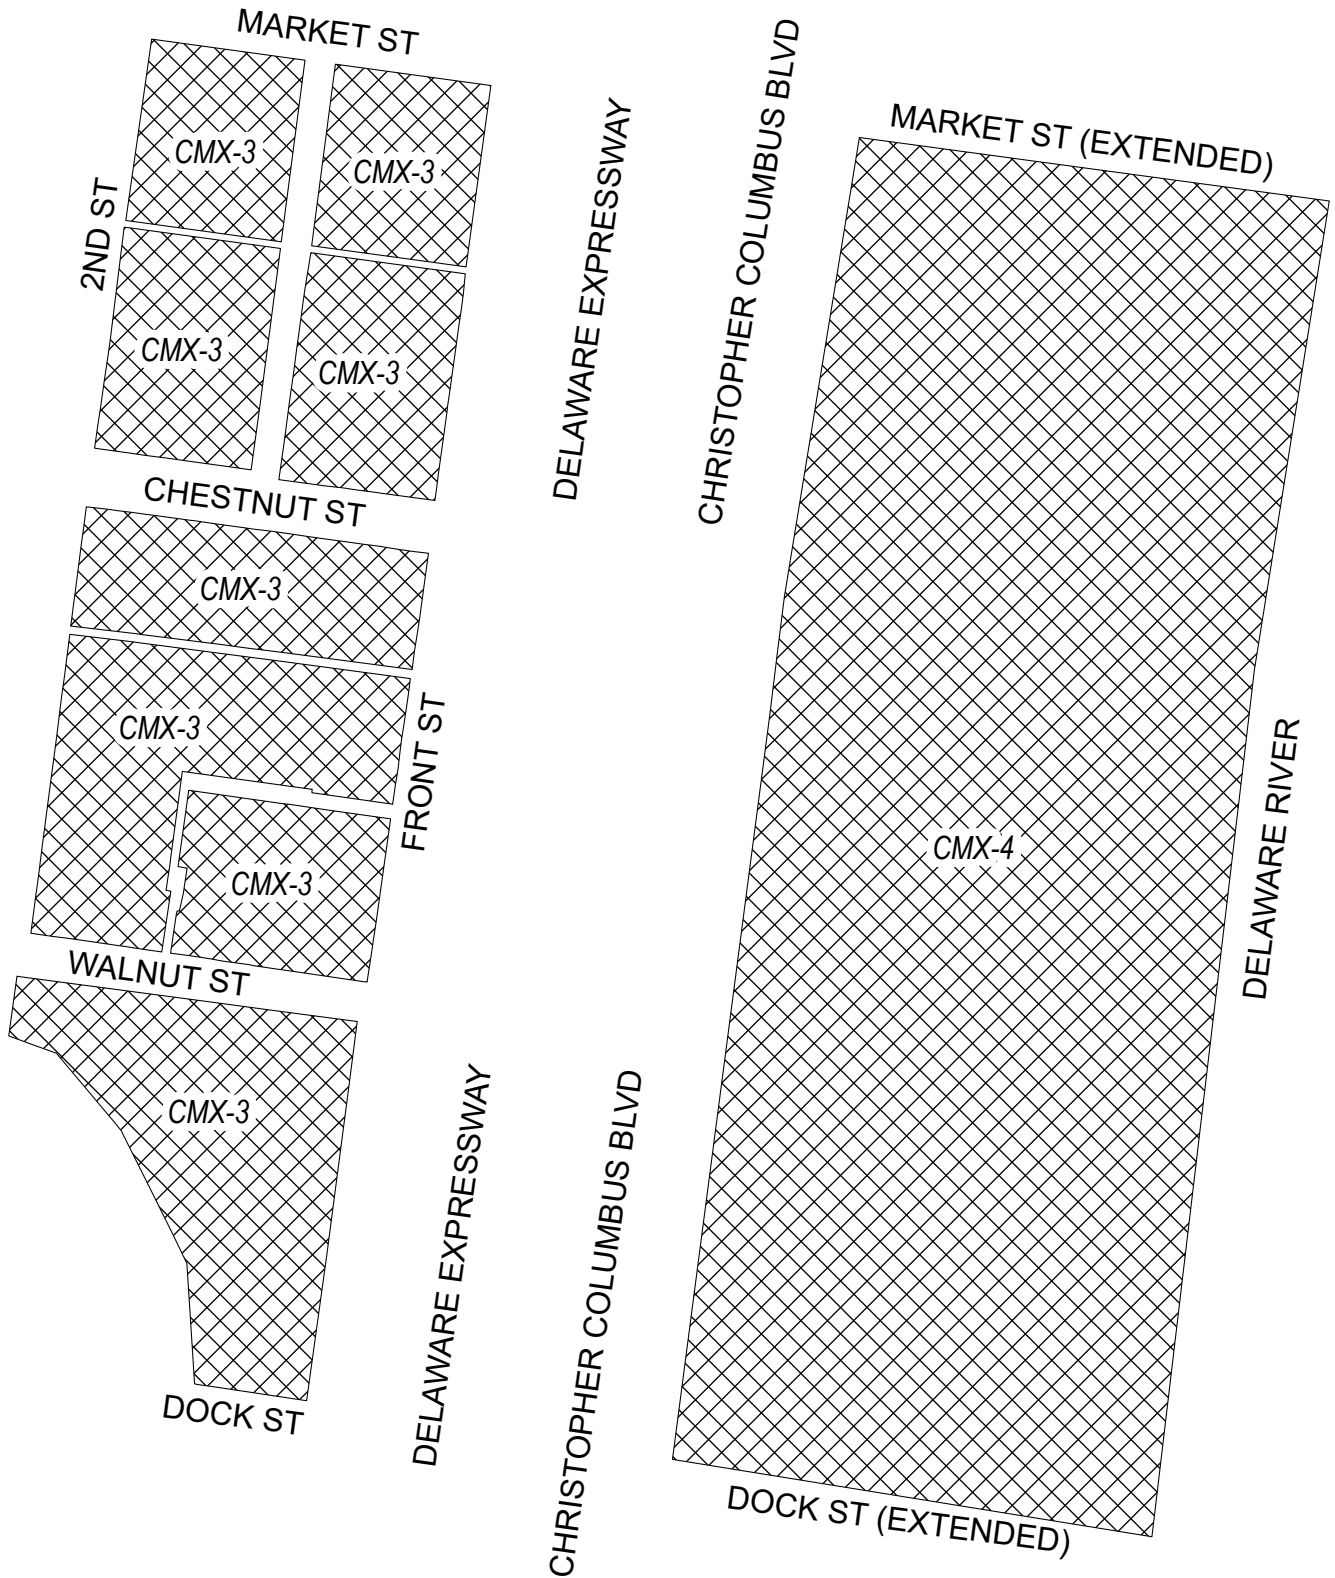 MARKET ST
CHRISTOPHER COLUMBUS BLVD
MARKET ST (EXTENDED)
DELAWARE EXPRESSWAY
CMX-3
CMX-3
2ND ST
CMX-3
CMX-3
CHESTNUT ST
CMX-3
CMX-3
FRONT ST
CMX-3
CMX-4
DELAWARE RIVER
WALNUT ST
CMX-3
DELAWARE EXPRESSWAY
CHRISTOPHER COLUMBUS BLVD
DOCK ST
DOCK ST (EXTENDED)